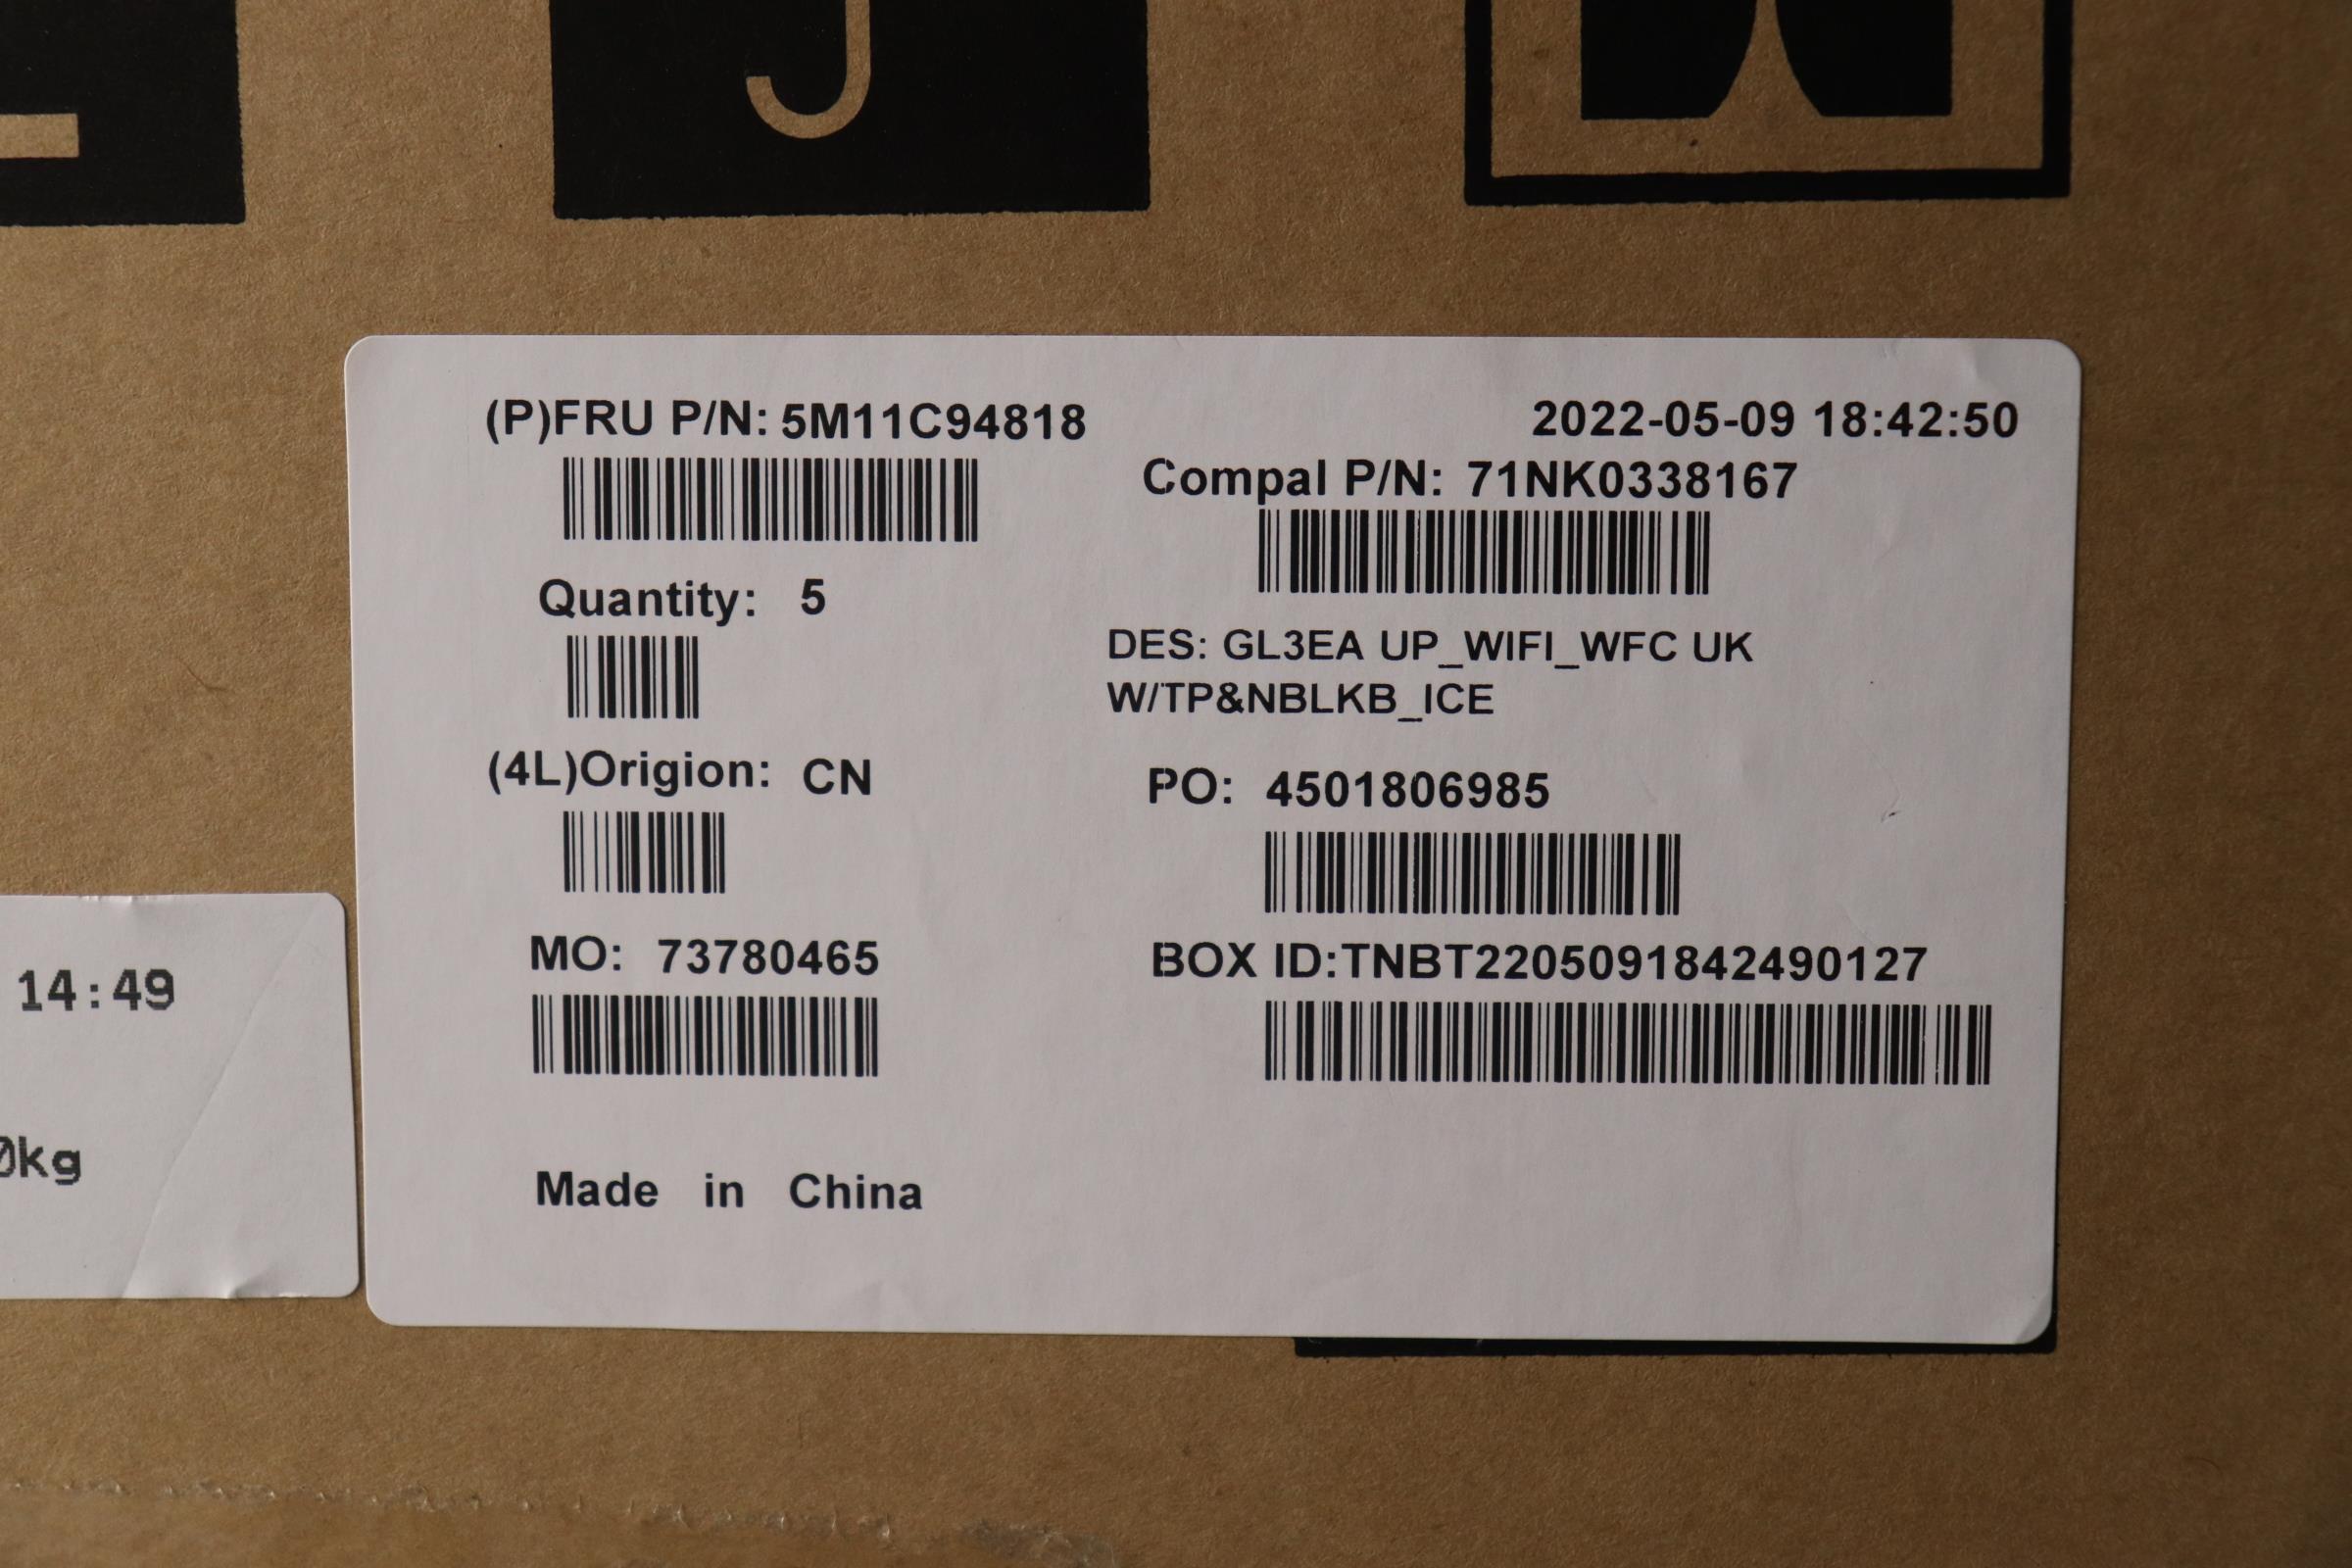 (P)FRU P/N: 5M11C94818
2022-05-09 18:42:50
Compal P/N: 71NK0338167
Quantity: 5
DES: GL3EA UP_WIFI_WFC UK
W/TP&NBLKB_ICE
(4L)Origion: CN
PO: 4501806985
MO: 73780465
BOX ID:TNBT2205091842490127
Made in China
14:49
0kg